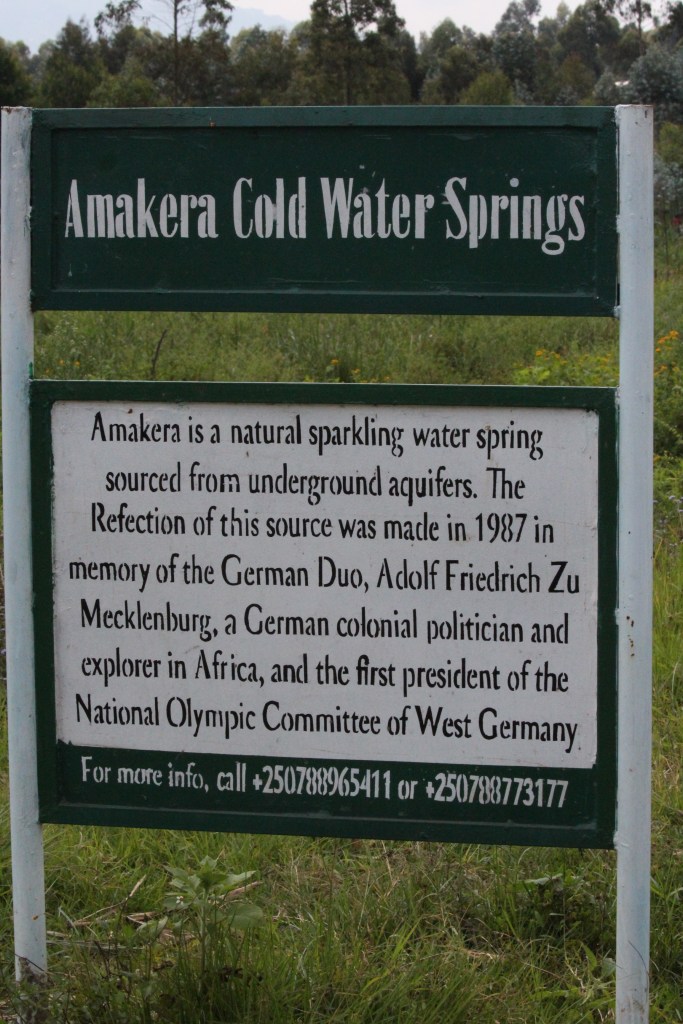 Amakera Cold Water Springs
Amakera is a natural sparkling water spring
sourced from underground aquifers. The
Refection of this source was made in 1987 in
memory of the German Duo, Adolf Friedrich Zu
Mecklenburg, a German colonial politician and
explorer in Africa, and the first president of the
National Olympic Committee of West Germany
For more info, call +250788965411 or +250788773177